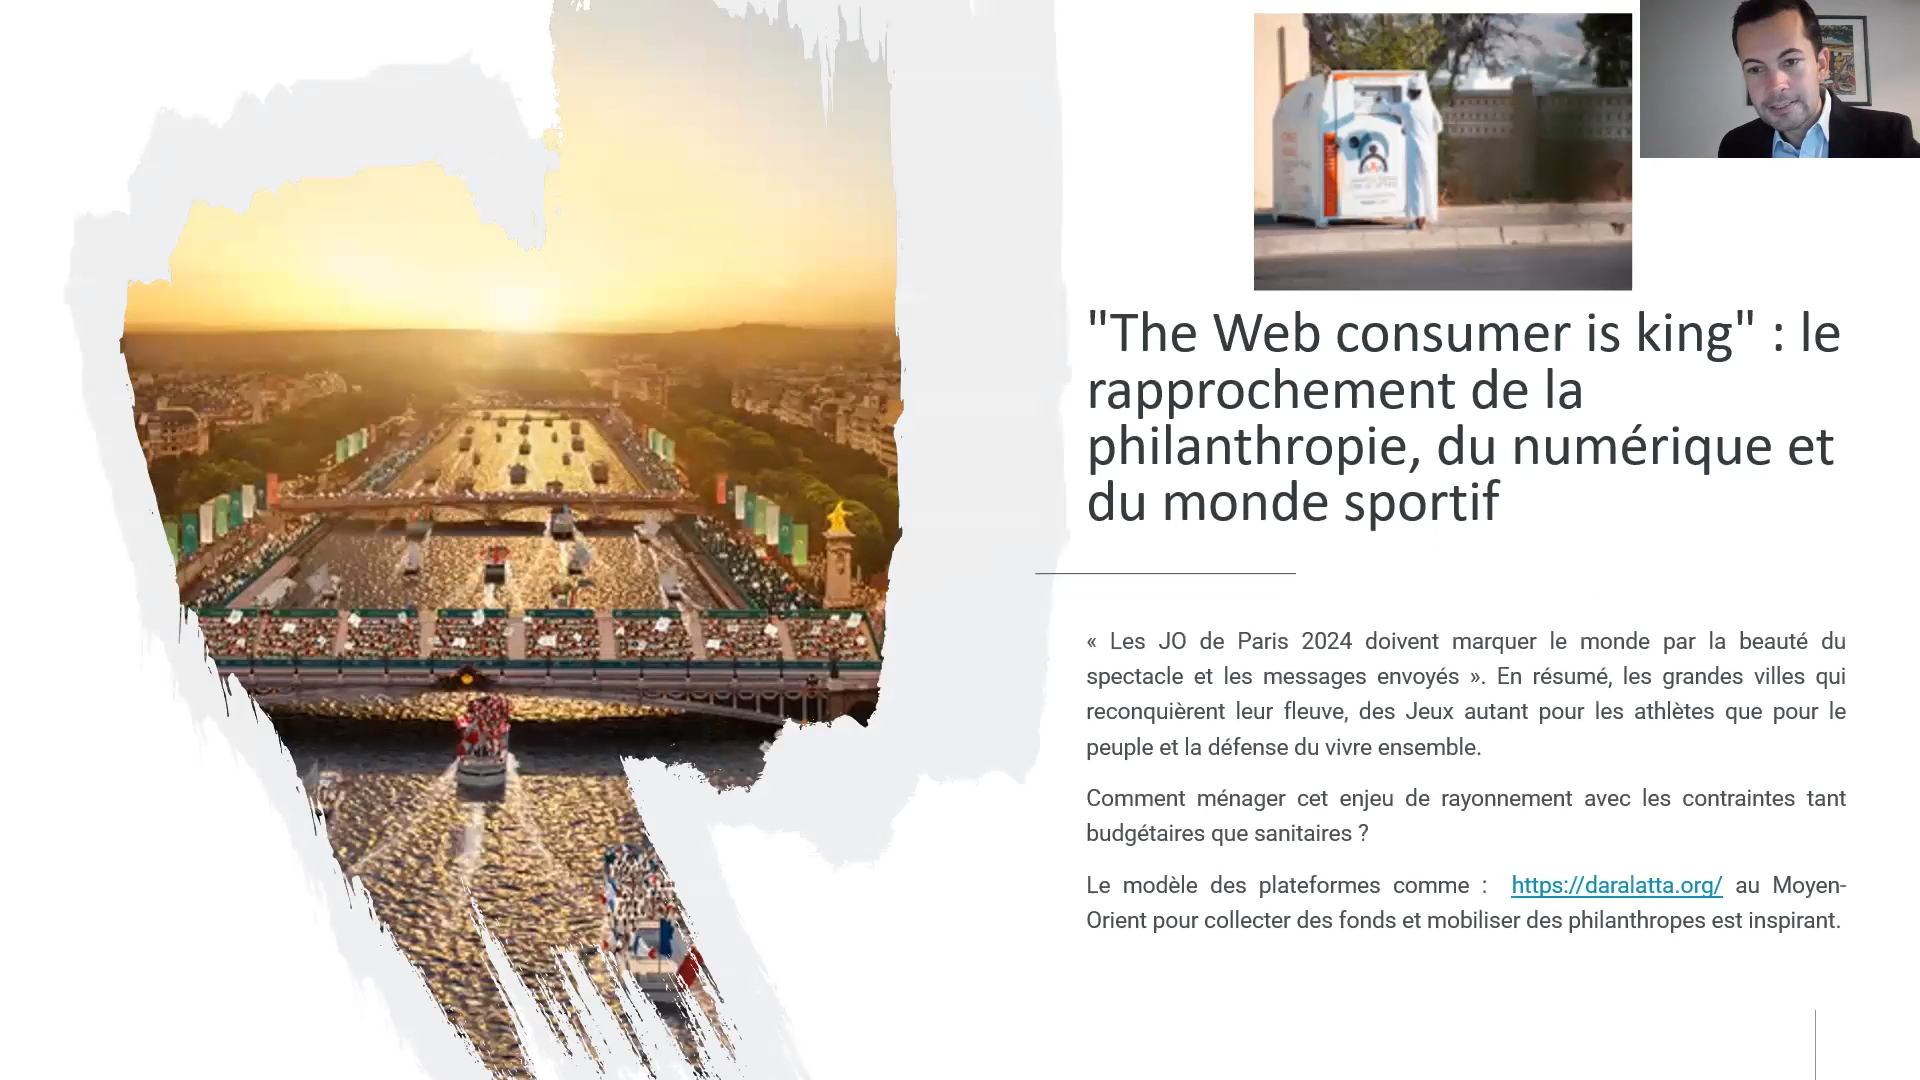 "The Web consumer is king" : le
rapprochement de la
philanthropie, du numérique et
du monde sportif
« Les JO de Paris 2024 doivent marquer le monde par la beauté du
spectacle et les messages envoyés ». En résumé, les grandes villes qui
reconquièrent leur fleuve, des Jeux autant pour les athlètes que pour le
peuple et la défense du vivre ensemble.
Comment ménager cet enjeu de rayonnement avec les contraintes tant
budgétaires que sanitaires ?
Le modèle des plateformes comme : https://daralatta.org/ au Moyen-
Orient pour collecter des fonds et mobiliser des philanthropes est inspirant.